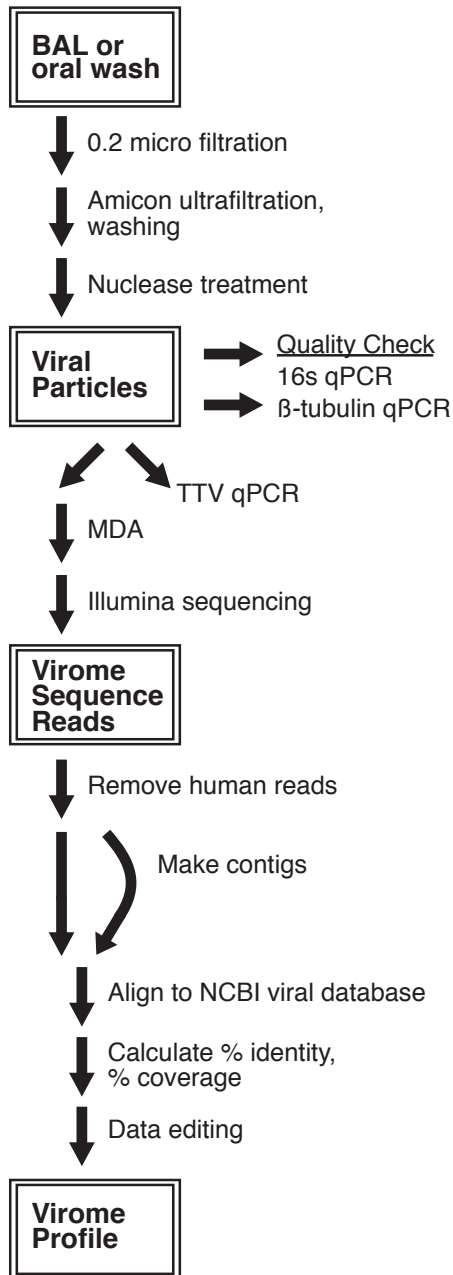 BAL or
oral wash
0.2 micro filtration
Amicon ultrafiltration,
washing
Nuclease treatment
Viral
Particles
Quality Check
16s qPCR
ß-tubulin qPCR
TTV qPCR
MDA
Illumina sequencing
Virome
Sequence
Reads
Remove human reads
Make contigs
Align to NCBI viral database
Calculate % identity,
% coverage
Data editing
Virome
Profile